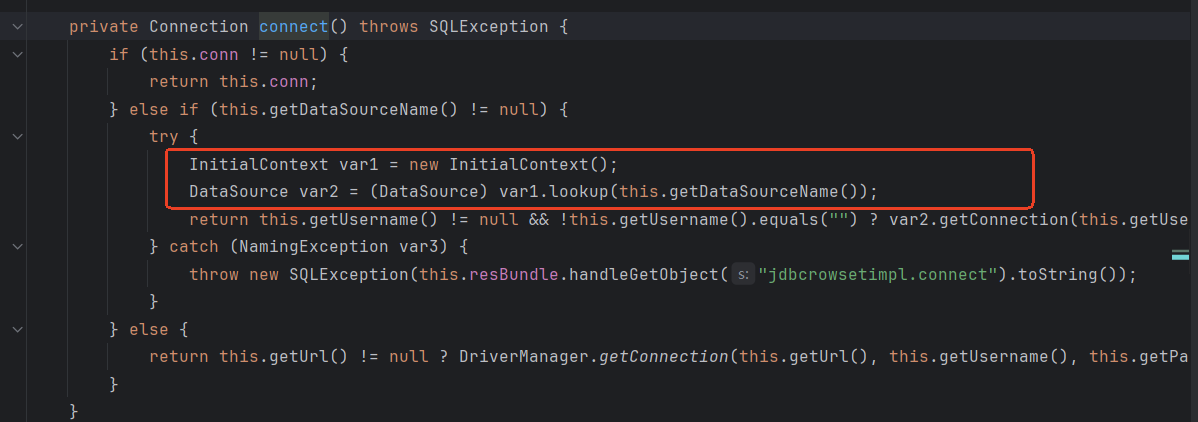 private Connection connect() throws SQLException {
if (this.conn != null) {
return this.conn;
} else if (this.getDataSourceName() != null) {
try {
InitialContext var1 = new InitialContext();
DataSource var2 = (DataSource) var1.lookup(this.getDataSourceName());
return this.getUsername() != null && !this.getUsername().equals("") ? var2.getConnection(this.getUse
} catch (NamingException var3) {
throw new SQLException(this.resBundle.handleGetObject( s: "jdbcrowsetimpl.connect").toString());
}
} else {
return this.getUrl() != null ? DriverManager.getConnection(this.getUrl(), this.getUsername(), this.getPa
}
}